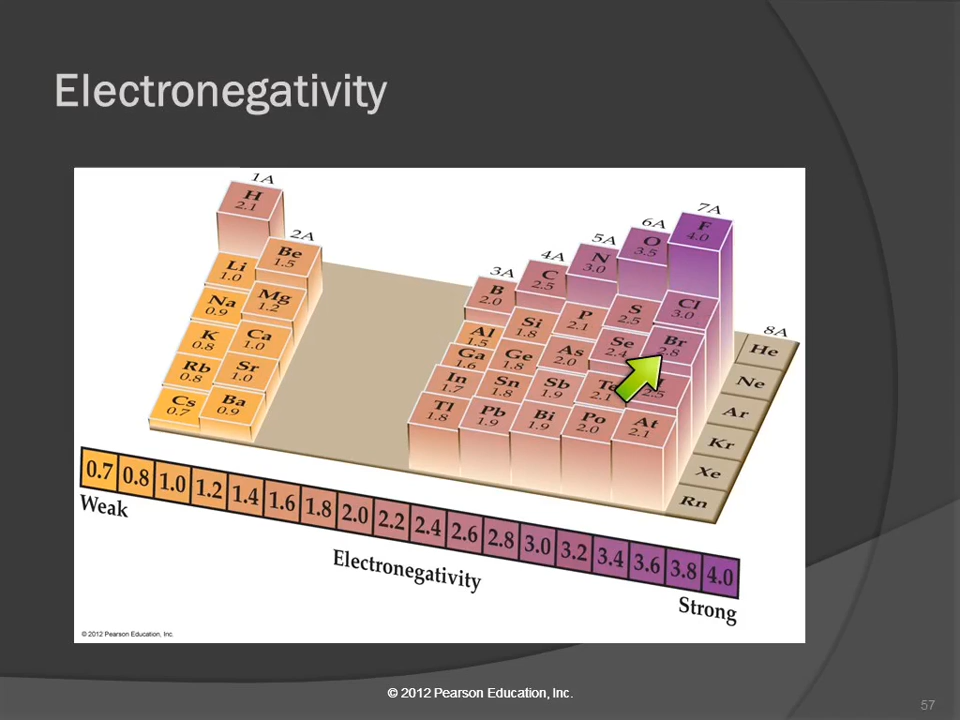 Electronegativity
1A
H
2.1
2A
Be
1.5
Li
1.0
Mg
1.2
Na
0.9
Ca
1.0
K
0.8
Sr
1.0
Rb
0.8
Ba
0.9
Cs
0.7
3A
B
2.0
Al
1.5
Ga
1.6
In
1.7
Tl
1.8
4A
C
2.5
Si
1.8
Ge
1.8
Sn
1.8
Pb
1.9
5A
N
3.0
P
2.1
As
2.0
Sb
1.9
Bi
1.9
6A
O
3.5
S
2.5
Se
2.4
Te
2.1
Po
2.0
7A
F
4.0
Cl
3.0
Br
2.8
I
2.5
At
2.1
8A
He
Ne
Ar
Kr
Xe
Rn
0.7 0.8 1.0 1.2 1.4 1.6 1.8 2.0 2.2 2.4 2.6 2.8 3.0 3.2 3.4 3.6 3.8 4.0
Weak
Electronegativity
Strong
© 2012 Pearson Education, Inc.
© 2012 Pearson Education, Inc.
57